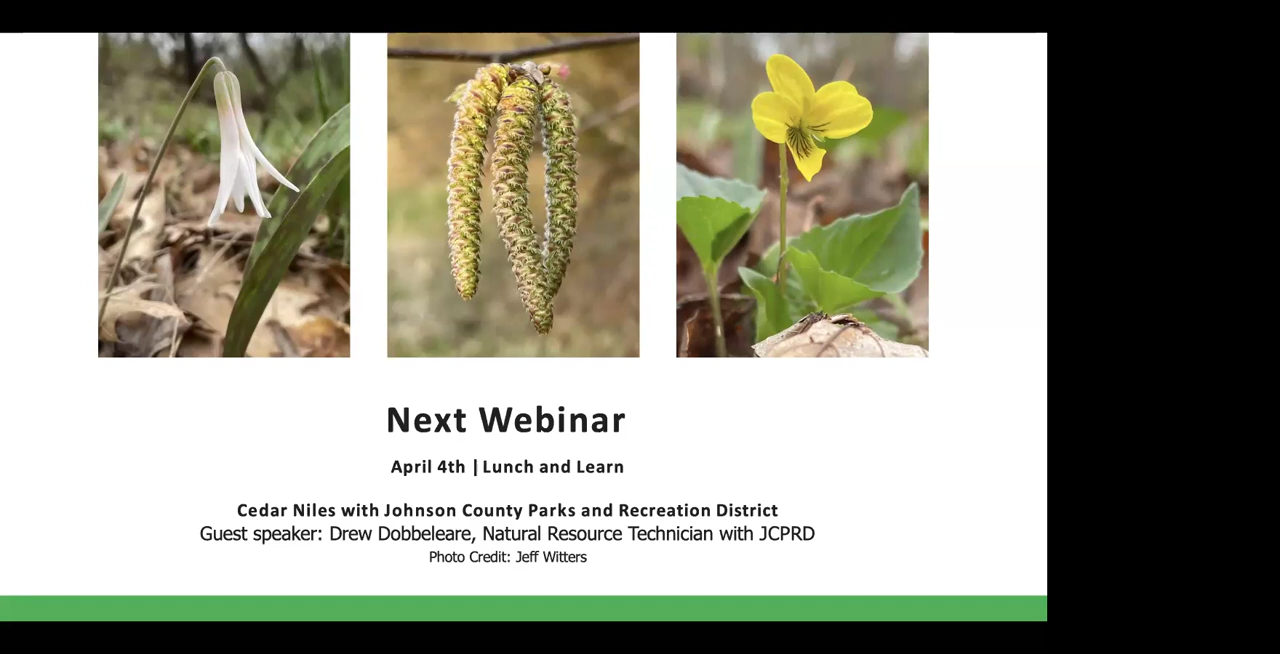 Next Webinar
April 4th | Lunch and Learn
Cedar Niles with Johnson County Parks and Recreation District
Guest speaker: Drew Dobbeleare, Natural Resource Technician with JCPRD
Photo Credit: Jeff Witters